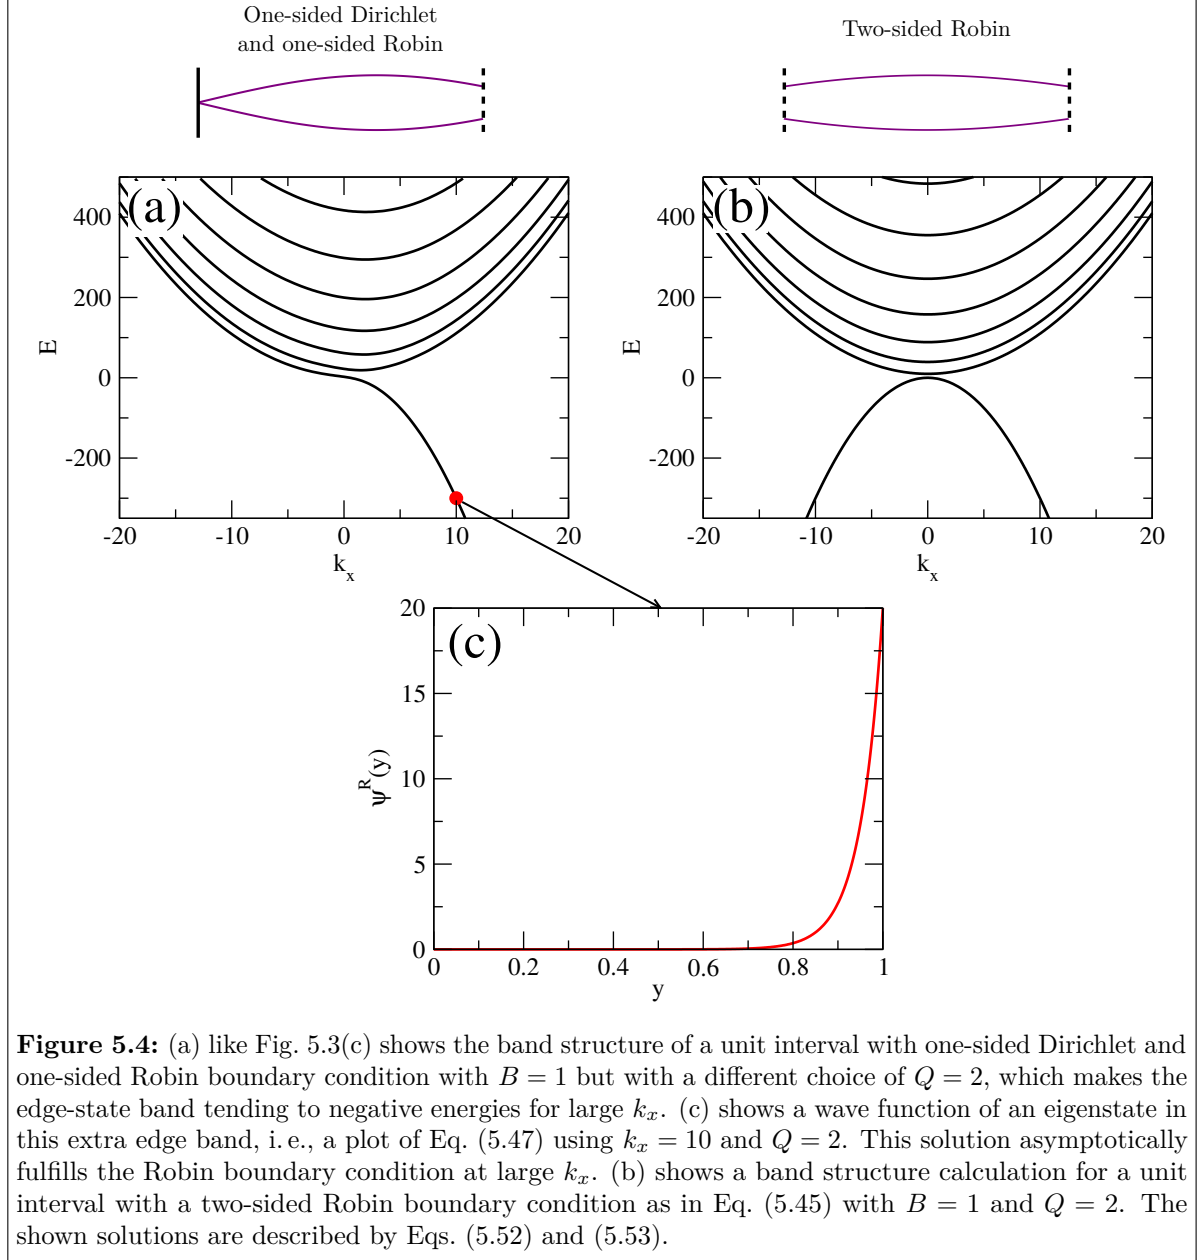 One-sided Dirichlet
and one-sided Robin
Two-sided Robin
(a)
400
200
0
-200
E
-20
-10
0
10
20
k_x
(b)
400
200
0
-200
E
-20
-10
0
10
20
k_x
(c)
20
15
10
5
0
ψ^R(y)
0
0.2
0.4
0.6
0.8
1
y
Figure 5.4: (a) like Fig. 5.3(c) shows the band structure of a unit interval with one-sided Dirichlet and
one-sided Robin boundary condition with B = 1 but with a different choice of Q = 2, which makes the
edge-state band tending to negative energies for large k_x. (c) shows a wave function of an eigenstate in
this extra edge band, i. e., a plot of Eq. (5.47) using k_x = 10 and Q = 2. This solution asymptotically
fulfills the Robin boundary condition at large k_x. (b) shows a band structure calculation for a unit
interval with a two-sided Robin boundary condition as in Eq. (5.45) with B = 1 and Q = 2. The
shown solutions are described by Eqs. (5.52) and (5.53).